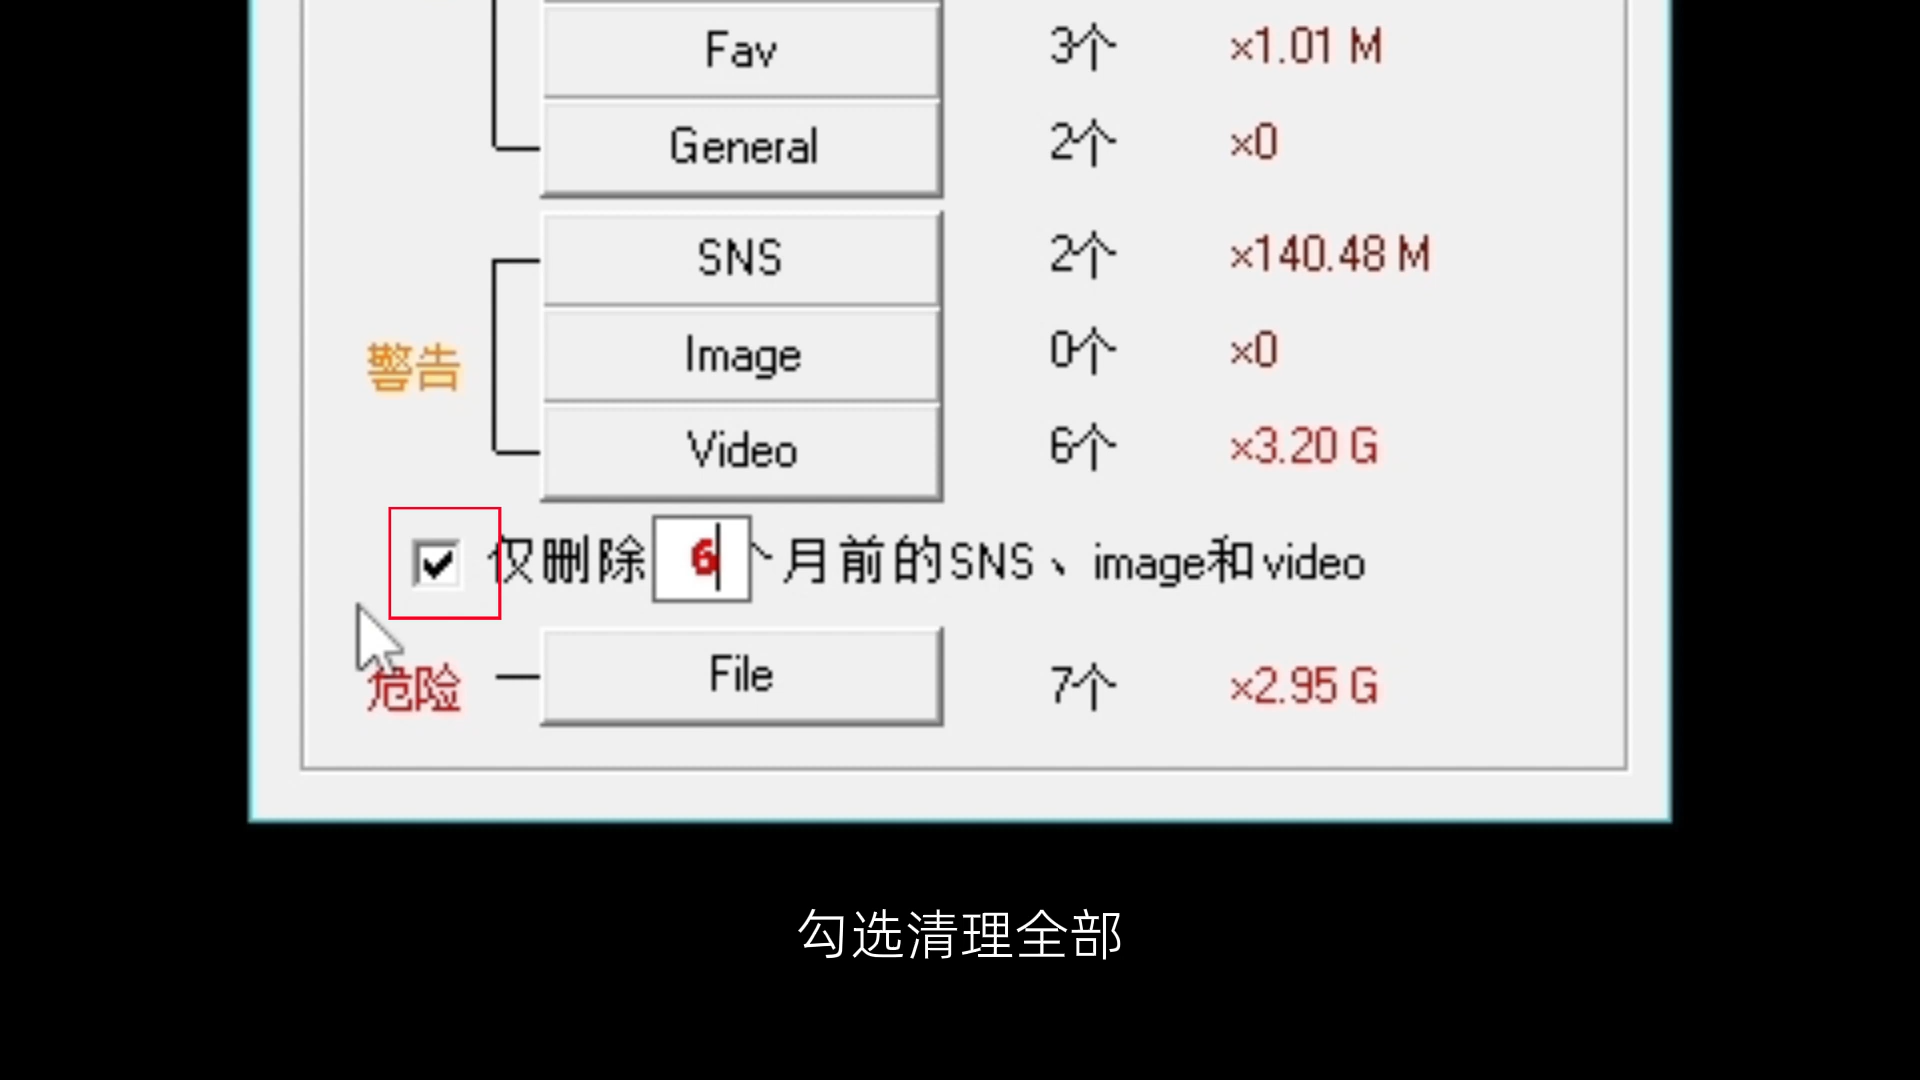 Fav 3个 ×1.01 M
General 2个 ×0
SNS 2个 ×140.48 M
警告 Image 0个 ×0
Video 6个 ×3.20 G
仅删除 6 个月前的SNS、image和video
危险 File 7个 ×2.95 G
勾选清理全部